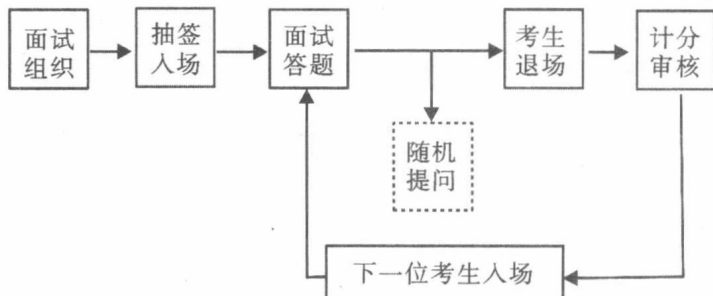 面试
组织
抽签
入场
面试
答题
考生
退场
计分
审核
随机
提问
下一位考生入场